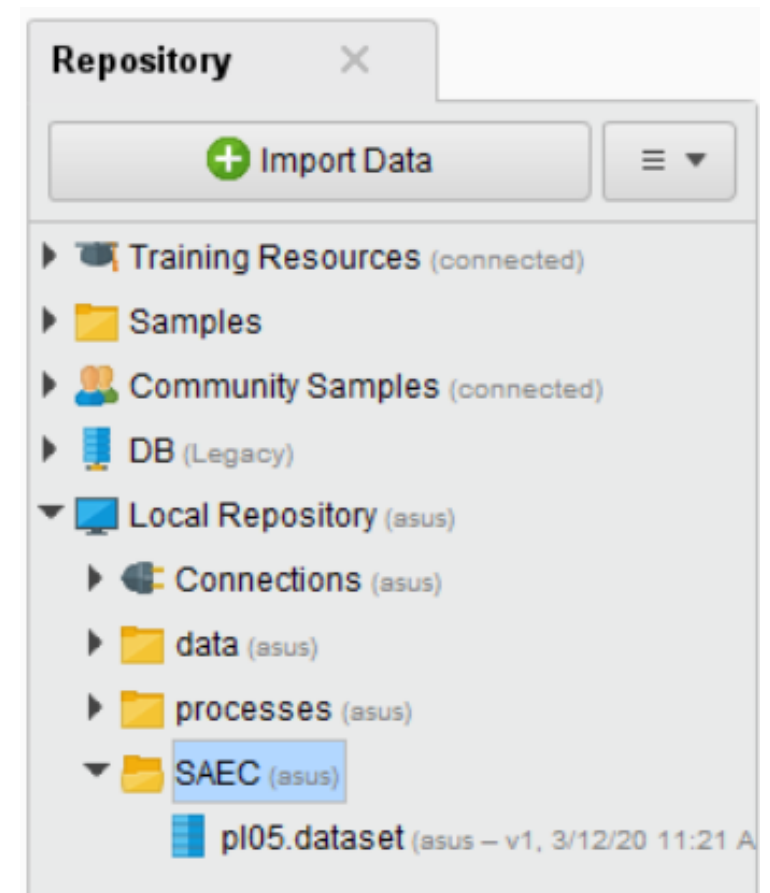 Repository
Import Data
Training Resources (connected)
Samples
Community Samples (connected)
DB (Legacy)
Local Repository (asus)
Connections (asus)
data (asus)
processes (asus)
SAEC (asus)
pl05.dataset (asus – v1, 3/12/20 11:21 A